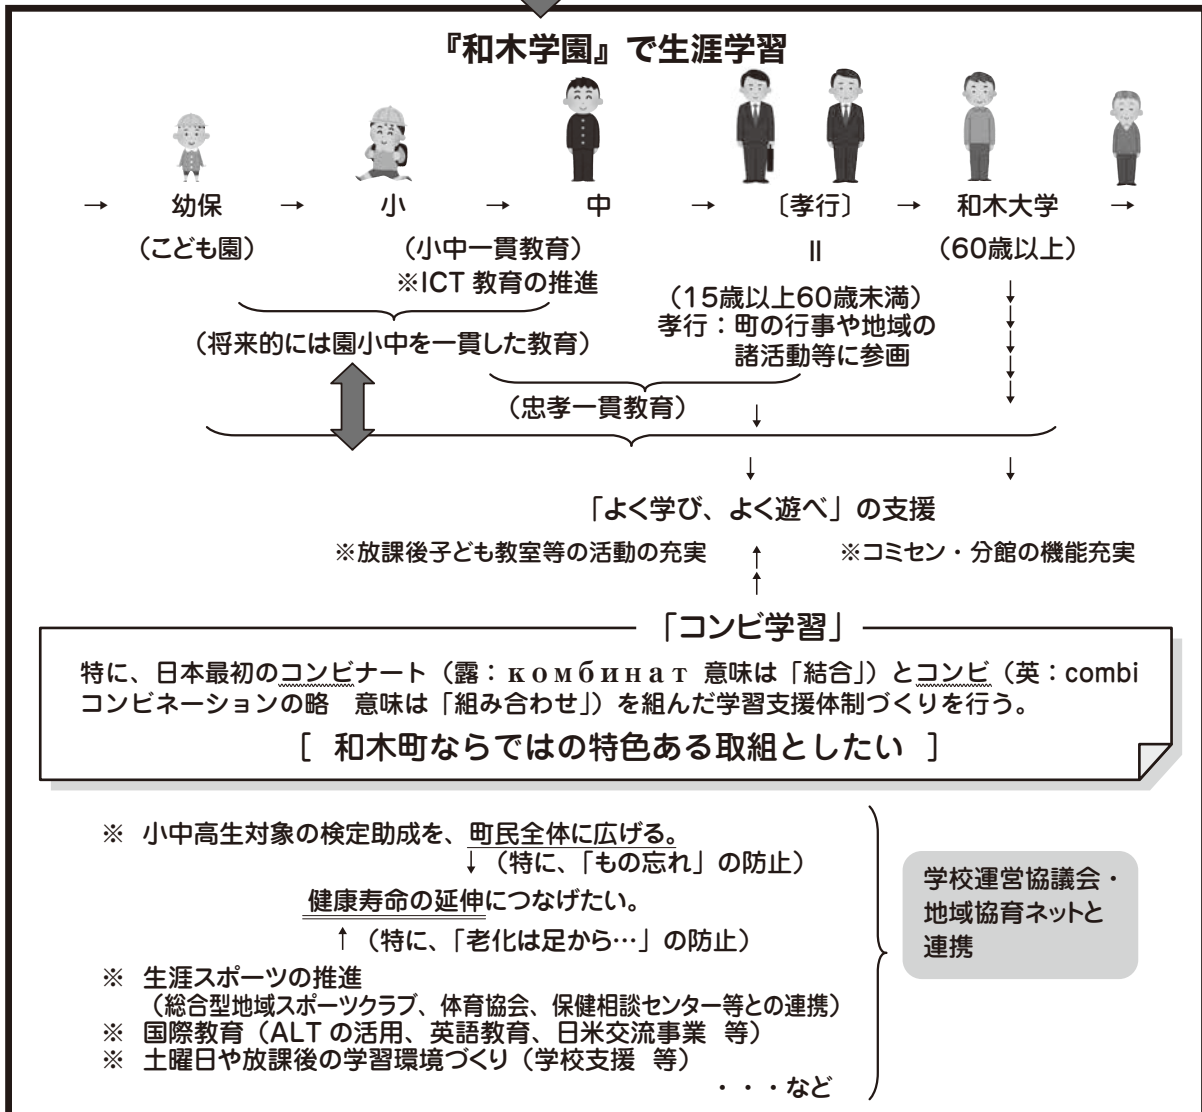 『和木学園』で生涯学習
→ 幼保 → 小 → 中 → 〔孝行〕 → 和木大学 →
（こども園） （小中一貫教育） ＝ （60歳以上）
※ICT 教育の推進
（15歳以上60歳未満）
孝行：町の行事や地域の
諸活動等に参画
（将来的には園小中を一貫した教育）
（忠孝一貫教育）
「よく学び、よく遊べ」の支援
※放課後子ども教室等の活動の充実 ※コミセン・分館の機能充実
「コンビ学習」
特に、日本最初のコンビナート（露：комбинат 意味は「結合」）とコンビ（英：combi
コンビネーションの略 意味は「組み合わせ」）を組んだ学習支援体制づくりを行う。
［ 和木町ならではの特色ある取組としたい ］
※ 小中高生対象の検定助成を、町民全体に広げる。
↓（特に、「もの忘れ」の防止）
健康寿命の延伸につなげたい。
↑（特に、「老化は足から…」の防止）
※ 生涯スポーツの推進
（総合型地域スポーツクラブ、体育協会、保健相談センター等との連携）
※ 国際教育（ALT の活用、英語教育、日米交流事業 等）
※ 土曜日や放課後の学習環境づくり（学校支援 等）
・・・など
学校運営協議会・
地域協育ネットと
連携